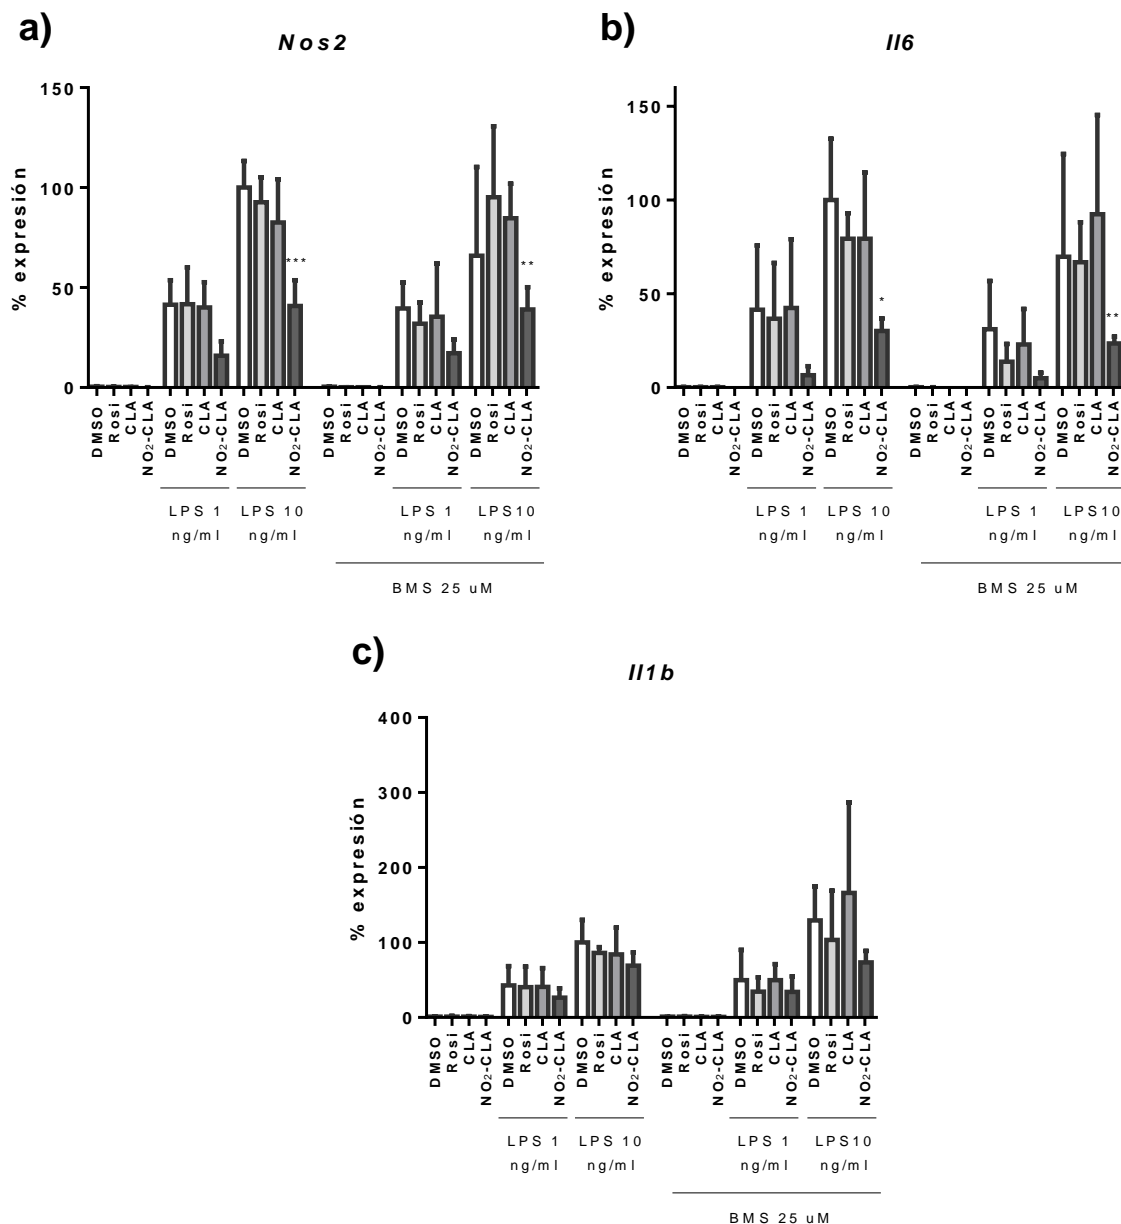 a)
Nos2
% expresión
150
100
50
0
***
**
DMSO
Rosi
CLA
NO₂-CLA
DMSO
Rosi
CLA
NO₂-CLA
DMSO
Rosi
CLA
NO₂-CLA
DMSO
Rosi
CLA
NO₂-CLA
DMSO
Rosi
CLA
NO₂-CLA
DMSO
Rosi
CLA
NO₂-CLA
LPS 1
ng/ml
LPS 10
ng/ml
LPS 1
ng/ml
LPS10
ng/ml
BMS 25 uM
b)
Il6
% expresión
150
100
50
0
*
**
DMSO
Rosi
CLA
NO₂-CLA
DMSO
Rosi
CLA
NO₂-CLA
DMSO
Rosi
CLA
NO₂-CLA
DMSO
Rosi
CLA
NO₂-CLA
DMSO
Rosi
CLA
NO₂-CLA
DMSO
Rosi
CLA
NO₂-CLA
LPS 1
ng/ml
LPS 10
ng/ml
LPS 1
ng/ml
LPS10
ng/ml
BMS 25 uM
c)
Il1b
% expresión
400
300
200
100
0
DMSO
Rosi
CLA
NO₂-CLA
DMSO
Rosi
CLA
NO₂-CLA
DMSO
Rosi
CLA
NO₂-CLA
DMSO
Rosi
CLA
NO₂-CLA
DMSO
Rosi
CLA
NO₂-CLA
DMSO
Rosi
CLA
NO₂-CLA
LPS 1
ng/ml
LPS 10
ng/ml
LPS 1
ng/ml
LPS10
ng/ml
BMS 25 uM